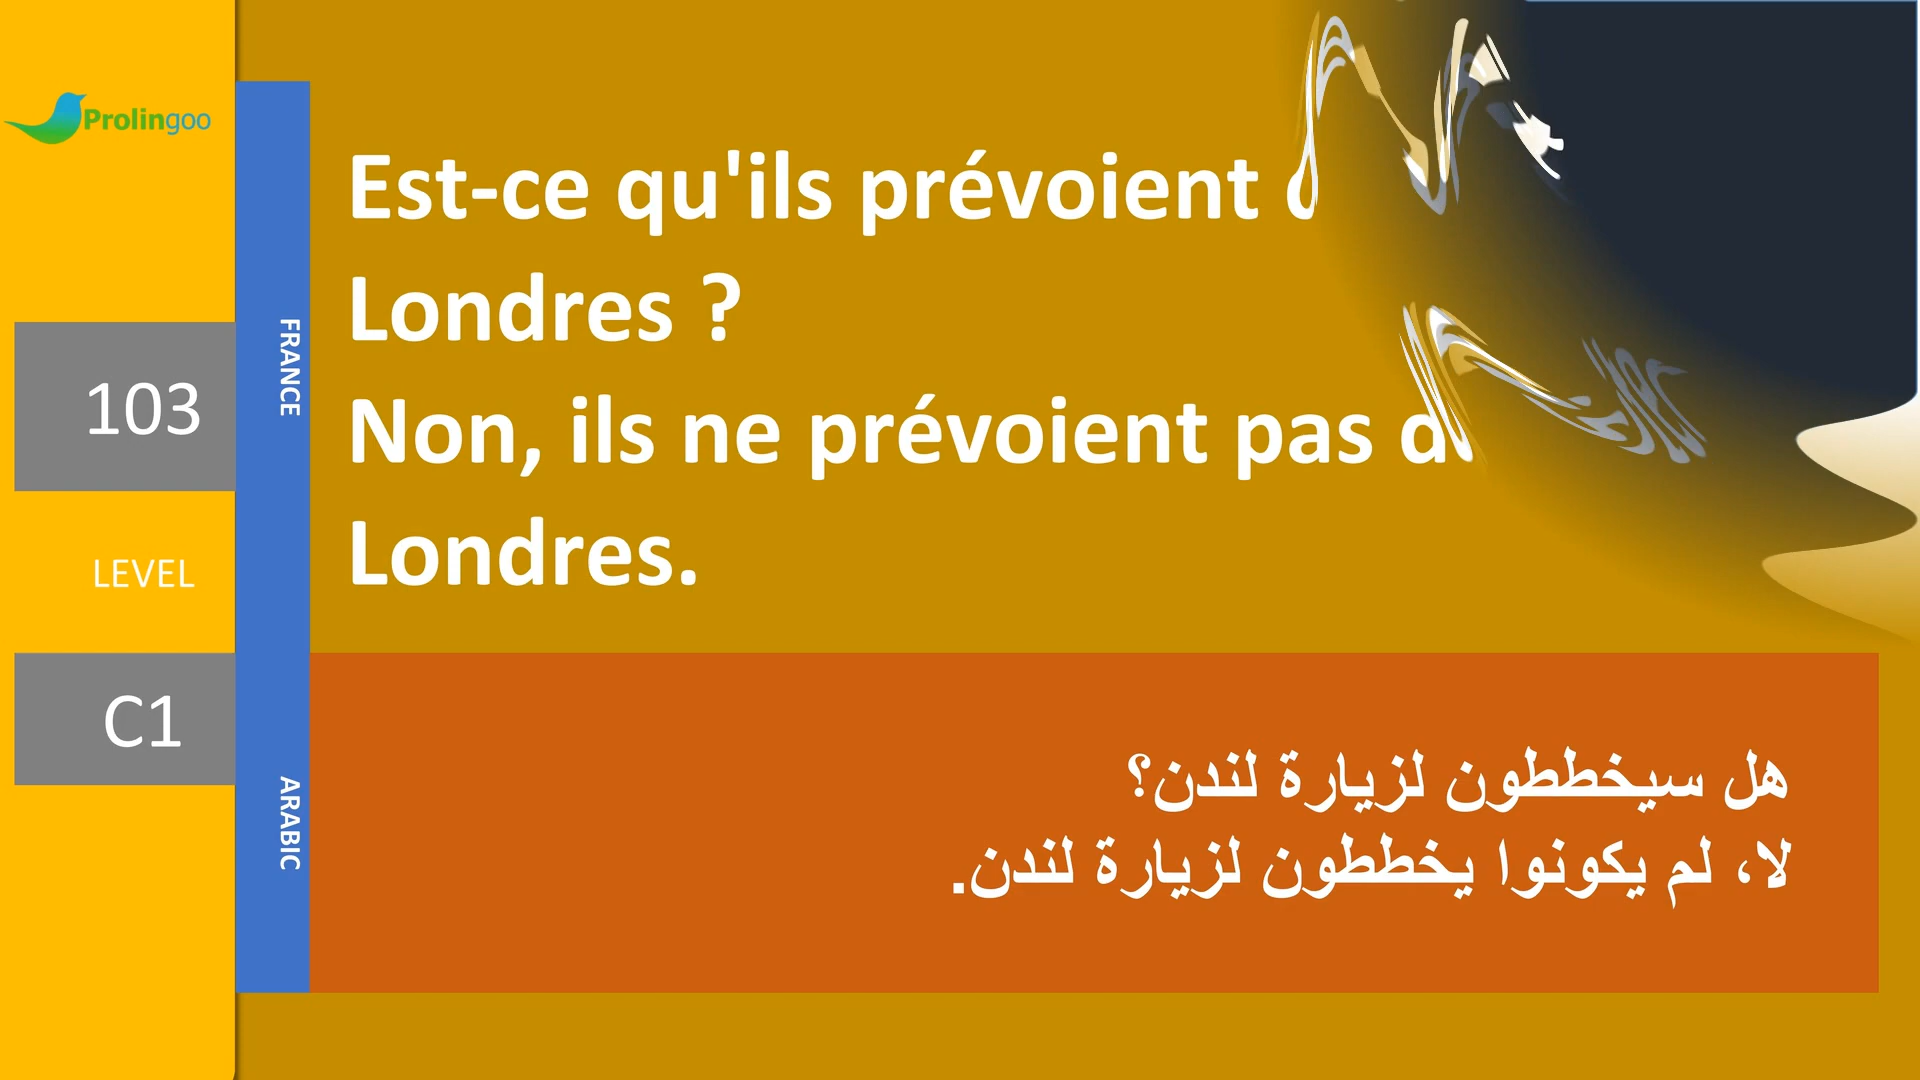 Prolingoo
103
LEVEL
C1
FRANCE
ARABIC
Est-ce qu'ils prévoient
Londres ?
Non, ils ne prévoient pas
Londres.
هل سيخططون لزيارة لندن؟
لا، لم يكونوا يخططون لزيارة لندن.